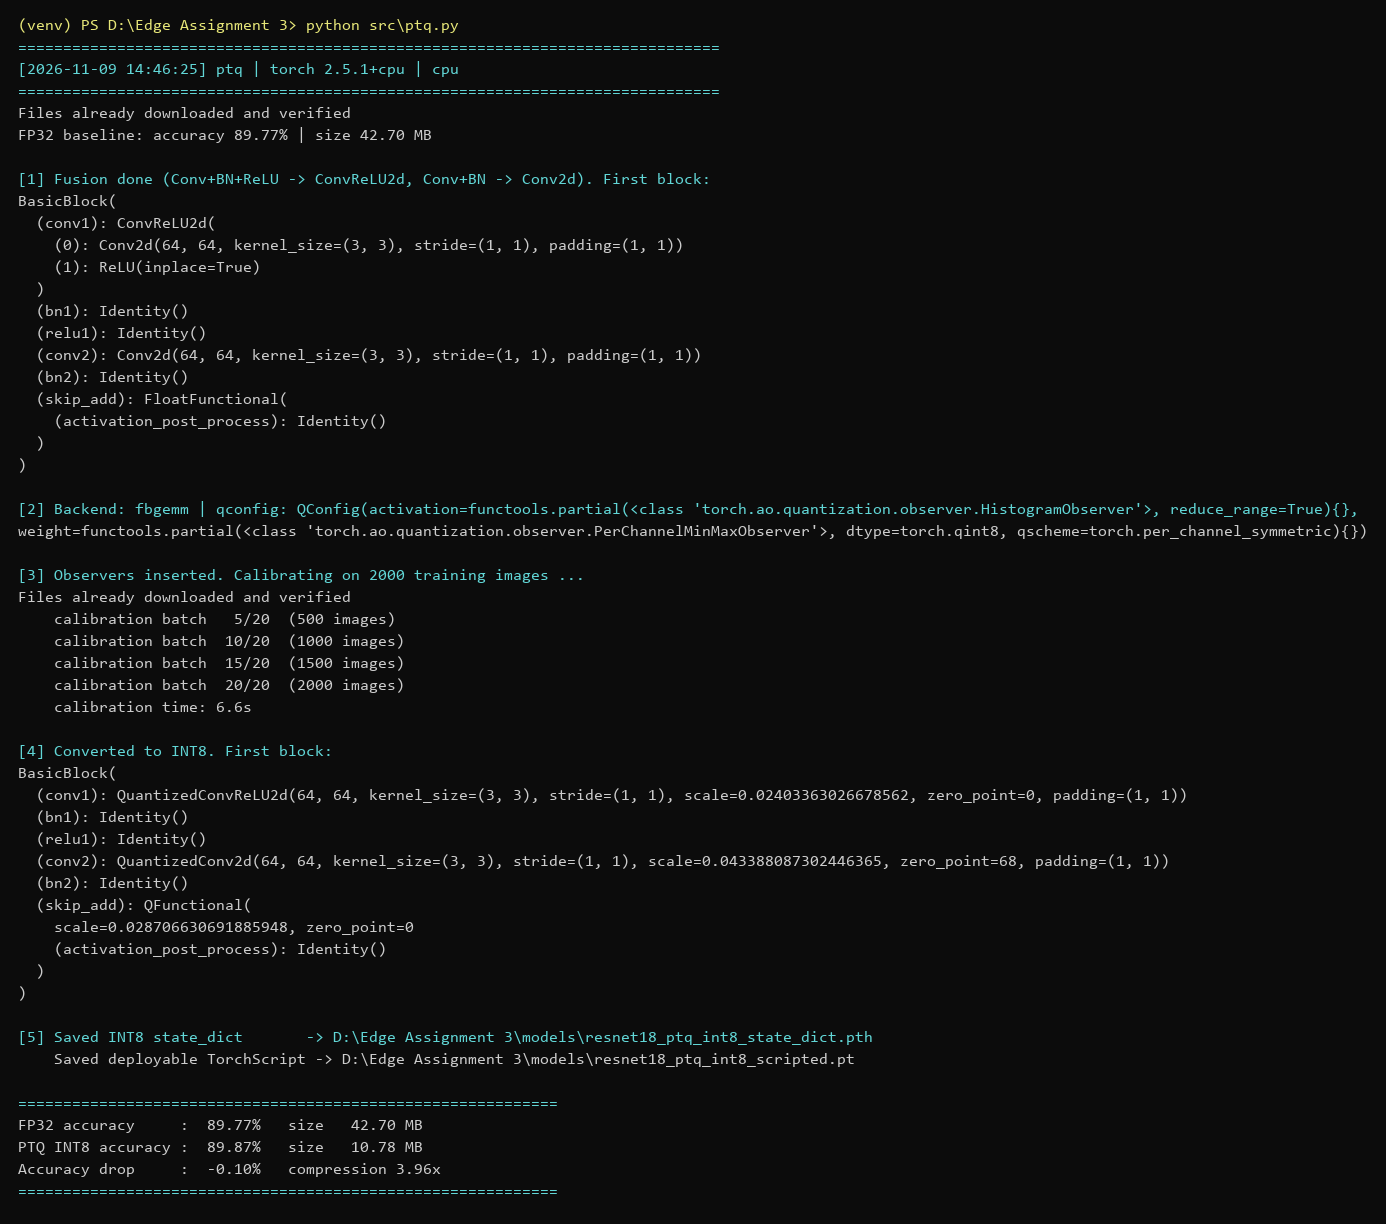 (venv) PS D:\Edge Assignment 3> python src\ptq.py
==============================================================================
[2026-11-09 14:46:25] ptq | torch 2.5.1+cpu | cpu
==============================================================================
Files already downloaded and verified
FP32 baseline: accuracy 89.77% | size 42.70 MB

[1] Fusion done (Conv+BN+ReLU -> ConvReLU2d, Conv+BN -> Conv2d). First block:
BasicBlock(
  (conv1): ConvReLU2d(
    (0): Conv2d(64, 64, kernel_size=(3, 3), stride=(1, 1), padding=(1, 1))
    (1): ReLU(inplace=True)
  )
  (bn1): Identity()
  (relu1): Identity()
  (conv2): Conv2d(64, 64, kernel_size=(3, 3), stride=(1, 1), padding=(1, 1))
  (bn2): Identity()
  (skip_add): FloatFunctional(
    (activation_post_process): Identity()
  )
)

[2] Backend: fbgemm | qconfig: QConfig(activation=functools.partial(<class 'torch.ao.quantization.observer.HistogramObserver'>, reduce_range=True){},
weight=functools.partial(<class 'torch.ao.quantization.observer.PerChannelMinMaxObserver'>, dtype=torch.qint8, qscheme=torch.per_channel_symmetric){})

[3] Observers inserted. Calibrating on 2000 training images ...
Files already downloaded and verified
    calibration batch   5/20  (500 images)
    calibration batch  10/20  (1000 images)
    calibration batch  15/20  (1500 images)
    calibration batch  20/20  (2000 images)
    calibration time: 6.6s

[4] Converted to INT8. First block:
BasicBlock(
  (conv1): QuantizedConvReLU2d(64, 64, kernel_size=(3, 3), stride=(1, 1), scale=0.02403363026678562, zero_point=0, padding=(1, 1))
  (bn1): Identity()
  (relu1): Identity()
  (conv2): QuantizedConv2d(64, 64, kernel_size=(3, 3), stride=(1, 1), scale=0.043388087302446365, zero_point=68, padding=(1, 1))
  (bn2): Identity()
  (skip_add): QFunctional(
    scale=0.028706630691885948, zero_point=0
    (activation_post_process): Identity()
  )
)

[5] Saved INT8 state_dict       -> D:\Edge Assignment 3\models\resnet18_ptq_int8_state_dict.pth
    Saved deployable TorchScript -> D:\Edge Assignment 3\models\resnet18_ptq_int8_scripted.pt

============================================================
FP32 accuracy     :  89.77%   size   42.70 MB
PTQ INT8 accuracy :  89.87%   size   10.78 MB
Accuracy drop     :  -0.10%   compression 3.96x
============================================================